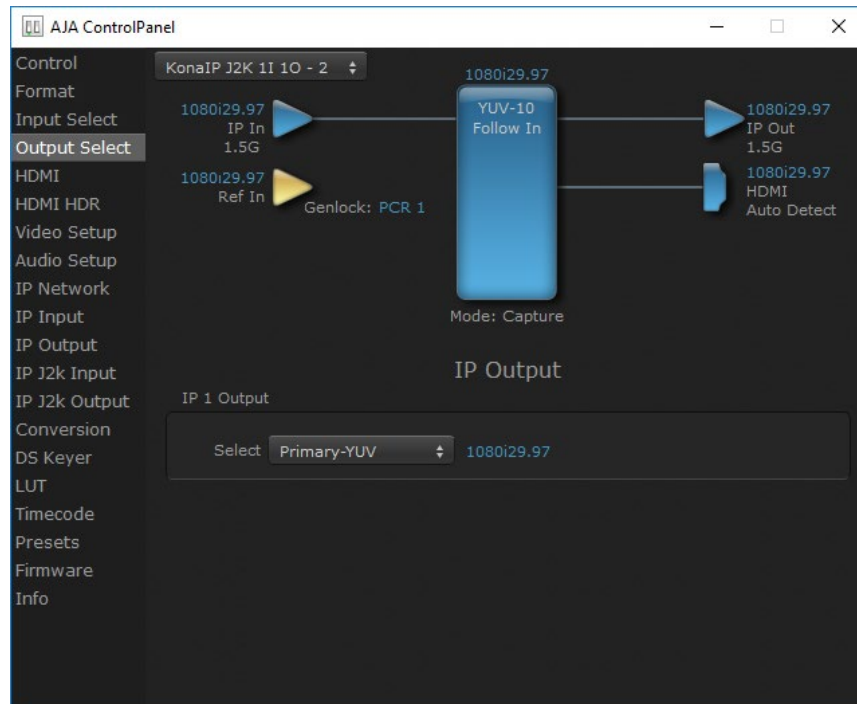 AJA ControlPanel
Control
Format
Input Select
Output Select
HDMI
HDMI HDR
Video Setup
Audio Setup
IP Network
IP Input
IP Output
IP J2k Input
IP J2k Output
Conversion
DS Keyer
LUT
Timecode
Presets
Firmware
Info
KonaIP J2K 1I 1O - 2
1080i29.97
1080i29.97
IP In
1.5G
1080i29.97
Ref In
Genlock: PCR 1
YUV-10
Follow In
Mode: Capture
1080i29.97
IP Out
1.5G
1080i29.97
HDMI
Auto Detect
IP Output
IP 1 Output
Select Primary-YUV 1080i29.97